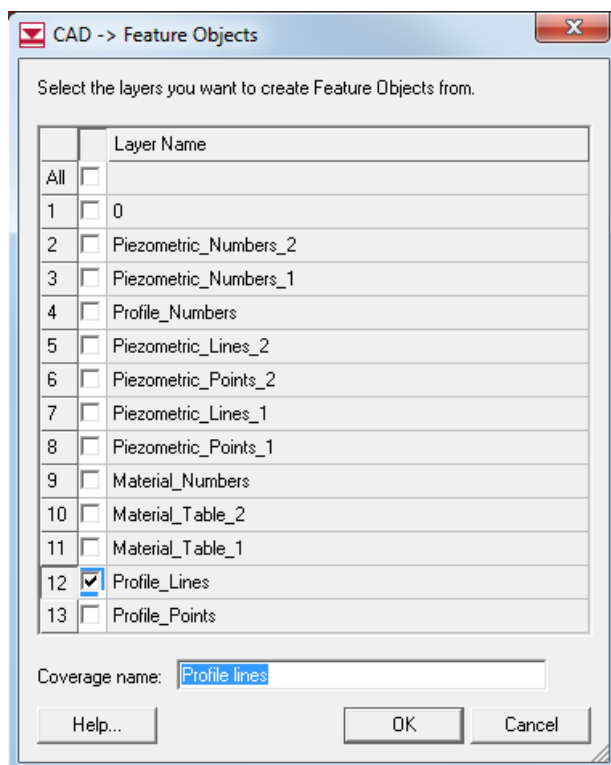 CAD -> Feature Objects
Select the layers you want to create Feature Objects from.
Layer Name
All
1 0
2 Piezometric_Numbers_2
3 Piezometric_Numbers_1
4 Profile_Numbers
5 Piezometric_Lines_2
6 Piezometric_Points_2
7 Piezometric_Lines_1
8 Piezometric_Points_1
9 Material_Numbers
10 Material_Table_2
11 Material_Table_1
12 Profile_Lines
13 Profile_Points
Coverage name: Profile lines
Help... OK Cancel